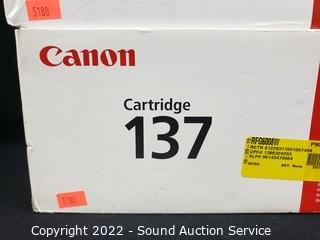 5180
Canon
Cartridge
137
5180
Copyright 2022 - Sound Auction Service